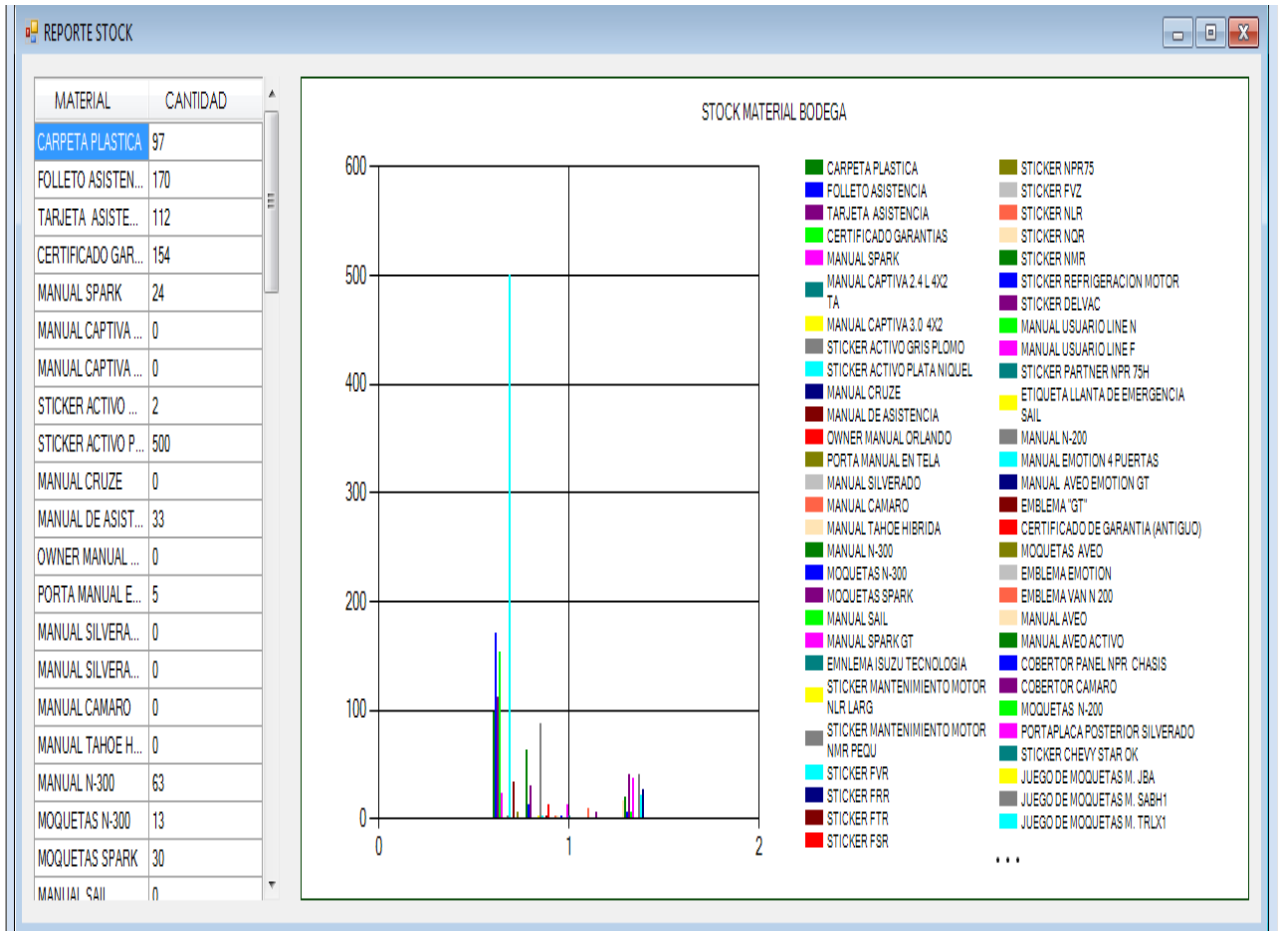 REPORTE STOCK
MATERIAL CANTIDAD
CARPETA PLASTICA 97
FOLLETO ASISTEN... 170
TARJETA ASISTE... 112
CERTIFICADO GAR... 154
MANUAL SPARK 24
MANUAL CAPTIVA ... 0
MANUAL CAPTIVA ... 0
STICKER ACTIVO ... 2
STICKER ACTIVO P... 500
MANUAL CRUZE 0
MANUAL DE ASIST... 33
OWNER MANUAL ... 0
PORTA MANUAL E... 5
MANUAL SILVERA... 0
MANUAL SILVERA... 0
MANUAL CAMARO 0
MANUAL TAHOE H... 0
MANUAL N-300 63
MOQUETAS N-300 13
MOQUETAS SPARK 30
MANUAL SAIL 0
STOCK MATERIAL BODEGA
600
500
400
300
200
100
0
0 1 2
CARPETA PLASTICA
FOLLETO ASISTENCIA
TARJETA ASISTENCIA
CERTIFICADO GARANTIAS
MANUAL SPARK
MANUAL CAPTIVA 2.4 L 4X2
TA
MANUAL CAPTIVA 3.0 4X2
STICKER ACTIVO GRIS PLOMO
STICKER ACTIVO PLATA NIQUEL
MANUAL CRUZE
MANUAL DE ASISTENCIA
OWNER MANUAL ORLANDO
PORTA MANUAL EN TELA
MANUAL SILVERADO
MANUAL CAMARO
MANUAL TAHOE HIBRIDA
MANUAL N-300
MOQUETAS N-300
MOQUETAS SPARK
MANUAL SAIL
MANUAL SPARK GT
EMNLEMA ISUZU TECNOLOGIA
STICKER MANTENIMIENTO MOTOR
NLR LARG
STICKER MANTENIMIENTO MOTOR
NMR PEQU
STICKER FVR
STICKER FRR
STICKER FTR
STICKER FSR
STICKER NPR75
STICKER FVZ
STICKER NLR
STICKER NQR
STICKER NMR
STICKER REFRIGERACION MOTOR
STICKER DELVAC
MANUAL USUARIO LINE N
MANUAL USUARIO LINE F
STICKER PARTNER NPR 75H
ETIQUETA LLANTA DE EMERGENCIA
SAIL
MANUAL N-200
MANUAL EMOTION 4 PUERTAS
MANUAL AVEO EMOTION GT
EMBLEMA "GT"
CERTIFICADO DE GARANTIA (ANTIGUO)
MOQUETAS AVEO
EMBLEMA EMOTION
EMBLEMA VAN N 200
MANUAL AVEO
MANUAL AVEO ACTIVO
COBERTOR PANEL NPR CHASIS
COBERTOR CAMARO
MOQUETAS N-200
PORTAPLACA POSTERIOR SILVERADO
STICKER CHEVY STAR OK
JUEGO DE MOQUETAS M. JBA
JUEGO DE MOQUETAS M. SABH1
JUEGO DE MOQUETAS M. TRLX1
...